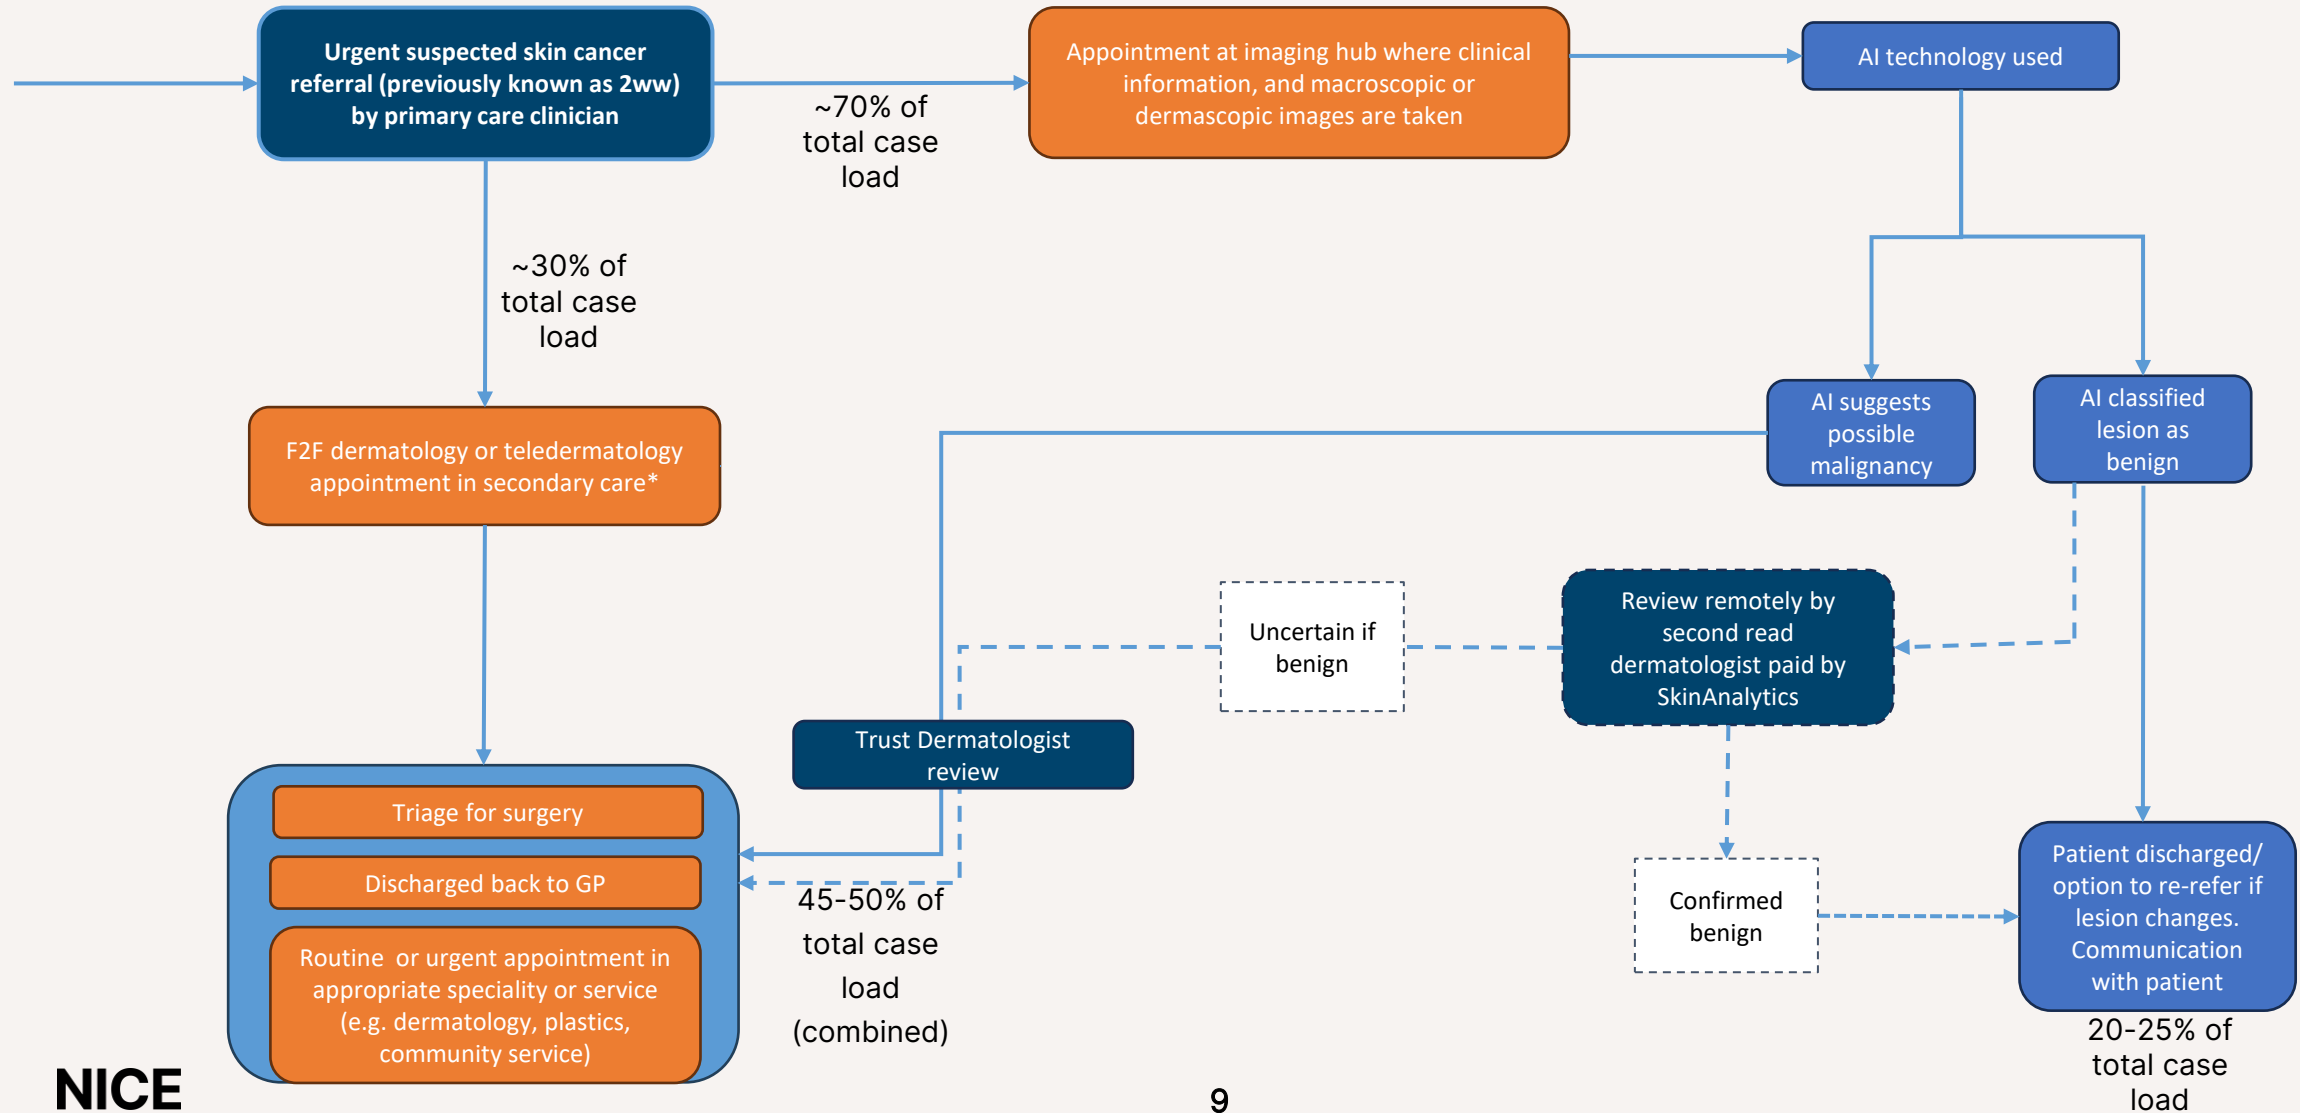 Urgent suspected skin cancer
referral (previously known as 2ww)
by primary care clinician
~70% of
total case
load
Appointment at imaging hub where clinical
information, and macroscopic or
dermascopic images are taken
AI technology used
~30% of
total case
load
F2F dermatology or teledermatology
appointment in secondary care*
AI suggests
possible
malignancy
AI classified
lesion as
benign
Uncertain if
benign
Review remotely by
second read
dermatologist paid by
SkinAnalytics
Trust Dermatologist
review
Triage for surgery
Discharged back to GP
Routine  or urgent appointment in
appropriate speciality or service
(e.g. dermatology, plastics,
community service)
45-50% of
total case
load
(combined)
Confirmed
benign
Patient discharged/
option to re-refer if
lesion changes.
Communication
with patient
20-25% of
total case
load
NICE
9